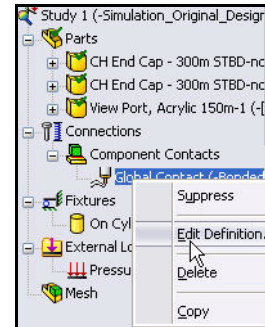 Study 1 (-Simulation_Original_Design
Parts
CH End Cap - 300m STBD-nc
CH End Cap - 300m STBD-nc
View Port, Acrylic 150m-1 (-[
Connections
Component Contacts
Global Contact (-Bonded
Suppress
Fixtures
Edit Definition.
On Cyl
External Lo
Delete
Pressu
Mesh
Copy